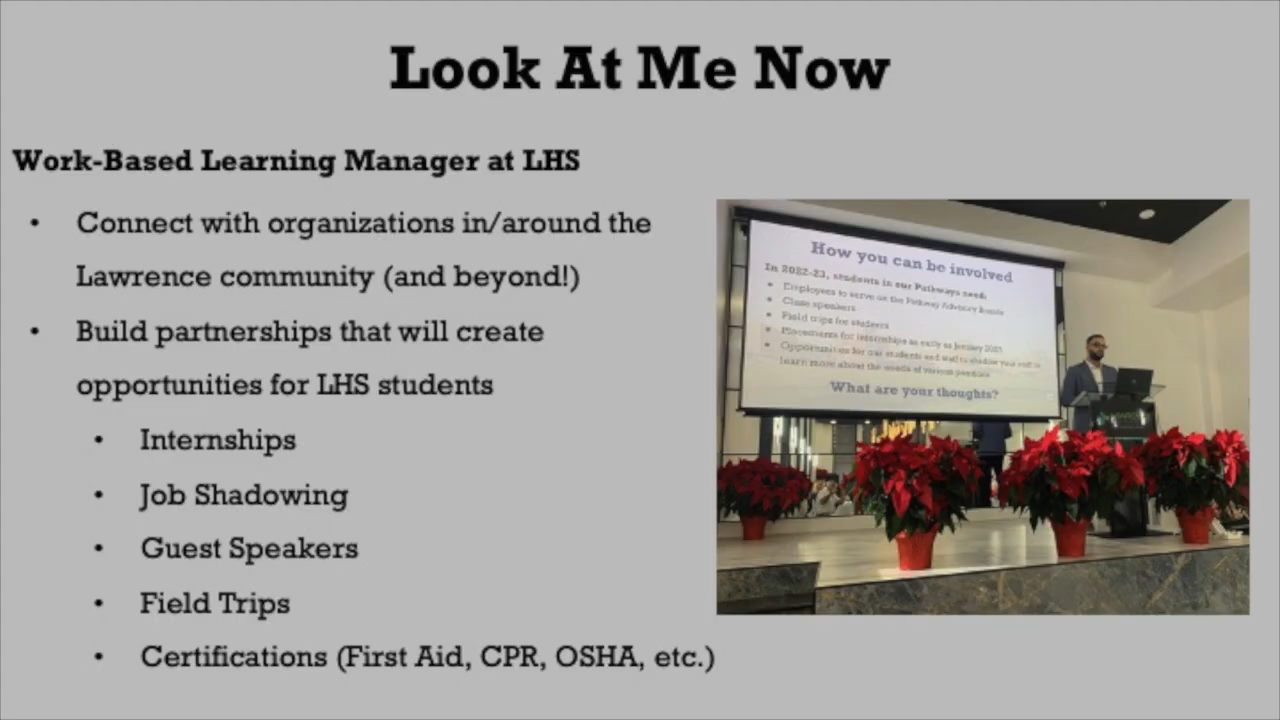 Look At Me Now
Work-Based Learning Manager at LHS
• Connect with organizations in/around the
Lawrence community (and beyond!)
• Build partnerships that will create
opportunities for LHS students
• Internships
• Job Shadowing
• Guest Speakers
• Field Trips
• Certifications (First Aid, CPR, OSHA, etc.)
How you can be involved
In 2022-23, students in our Pathways need:
• Employees to serve on the Pathway Advisory Boards
• Class speakers
• Field trips for students
• Placements for internships as early as January 2023
• Opportunities for our students and staff to shadow your staff to
learn more about the needs of various positions
What are your thoughts?